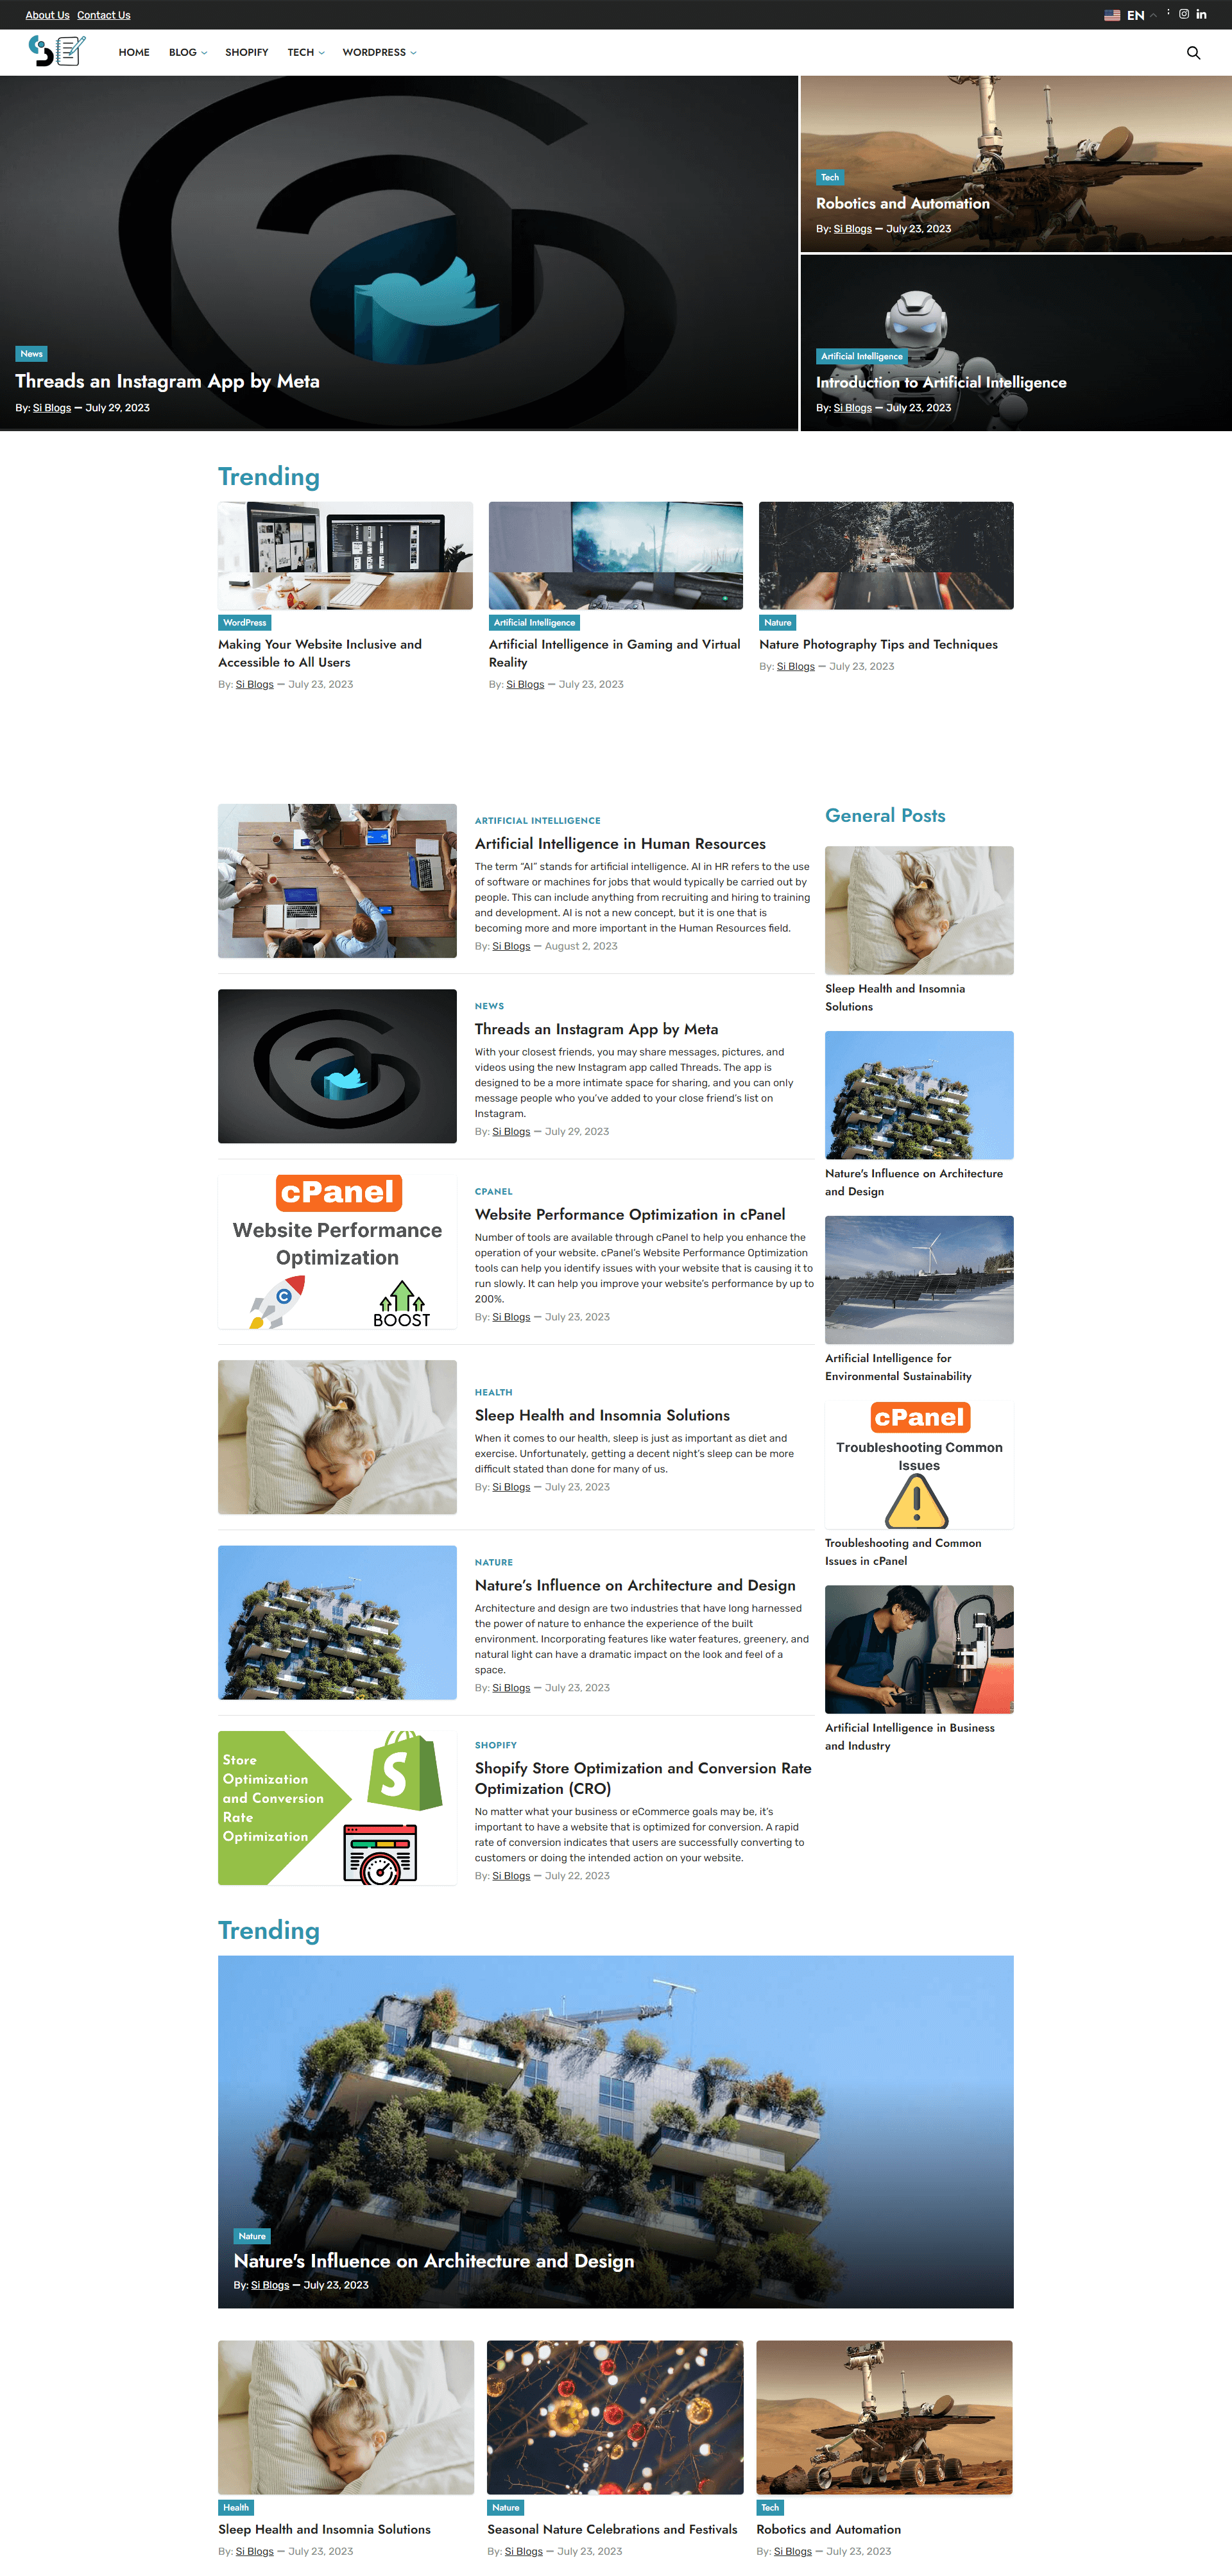 About Us Contact Us
EN
HOME BLOG SHOPIFY TECH WORDPRESS
News
Threads an Instagram App by Meta
By: Si Blogs — July 29, 2023
Tech
Robotics and Automation
By: Si Blogs — July 23, 2023
Artificial Intelligence
Introduction to Artificial Intelligence
By: Si Blogs — July 23, 2023
Trending
WordPress
Making Your Website Inclusive and
Accessible to All Users
By: Si Blogs — July 23, 2023
Artificial Intelligence
Artificial Intelligence in Gaming and Virtual
Reality
By: Si Blogs — July 23, 2023
Nature
Nature Photography Tips and Techniques
By: Si Blogs — July 23, 2023
ARTIFICIAL INTELLIGENCE
Artificial Intelligence in Human Resources
The term “AI” stands for artificial intelligence. AI in HR refers to the use
of software or machines for jobs that would typically be carried out by
people. This can include anything from recruiting and hiring to training
and development. AI is not a new concept, but it is one that is
becoming more and more important in the Human Resources field.
By: Si Blogs — August 2, 2023
NEWS
Threads an Instagram App by Meta
With your closest friends, you may share messages, pictures, and
videos using the new Instagram app called Threads. The app is
designed to be a more intimate space for sharing, and you can only
message people who you’ve added to your close friend’s list on
Instagram.
By: Si Blogs — July 29, 2023
cPanel
Website Performance
Optimization
C
BOOST
CPANEL
Website Performance Optimization in cPanel
Number of tools are available through cPanel to help you enhance the
operation of your website. cPanel’s Website Performance Optimization
tools can help you identify issues with your website that is causing it to
run slowly. It can help you improve your website’s performance by up to
200%.
By: Si Blogs — July 23, 2023
HEALTH
Sleep Health and Insomnia Solutions
When it comes to our health, sleep is just as important as diet and
exercise. Unfortunately, getting a decent night’s sleep can be more
difficult stated than done for many of us.
By: Si Blogs — July 23, 2023
NATURE
Nature’s Influence on Architecture and Design
Architecture and design are two industries that have long harnessed
the power of nature to enhance the experience of the built
environment. Incorporating features like water features, greenery, and
natural light can have a dramatic impact on the look and feel of a
space.
By: Si Blogs — July 23, 2023
Store
Optimization
and Conversion
Rate
Optimization
S
SHOPIFY
Shopify Store Optimization and Conversion Rate
Optimization (CRO)
No matter what your business or eCommerce goals may be, it’s
important to have a website that is optimized for conversion. A rapid
rate of conversion indicates that users are successfully converting to
customers or doing the intended action on your website.
By: Si Blogs — July 22, 2023
General Posts
Sleep Health and Insomnia
Solutions
Nature's Influence on Architecture
and Design
Artificial Intelligence for
Environmental Sustainability
cPanel
Troubleshooting Common
Issues
Troubleshooting and Common
Issues in cPanel
Artificial Intelligence in Business
and Industry
Trending
Nature
Nature's Influence on Architecture and Design
By: Si Blogs — July 23, 2023
Health
Sleep Health and Insomnia Solutions
By: Si Blogs — July 23, 2023
Nature
Seasonal Nature Celebrations and Festivals
By: Si Blogs — July 23, 2023
Tech
Robotics and Automation
By: Si Blogs — July 23, 2023